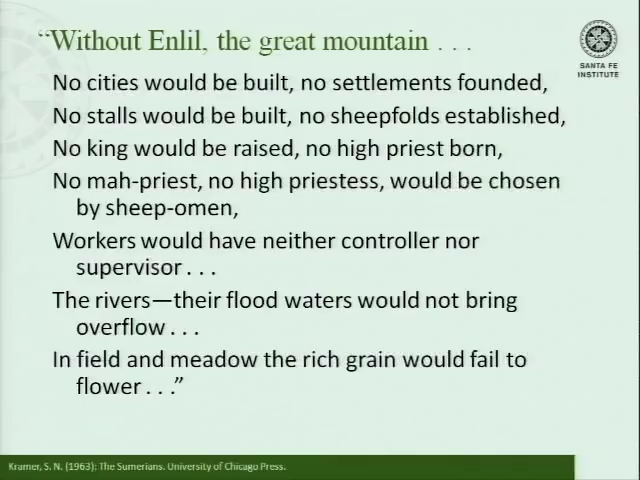 “Without Enlil, the great mountain . . .
SANTA FE
INSTITUTE
No cities would be built, no settlements founded,
No stalls would be built, no sheepfolds established,
No king would be raised, no high priest born,
No mah-priest, no high priestess, would be chosen
by sheep-omen,
Workers would have neither controller nor
supervisor . . .
The rivers—their flood waters would not bring
overflow . . .
In field and meadow the rich grain would fail to
flower . . .”
Kramer, S. N. (1963): The Sumerians. University of Chicago Press.